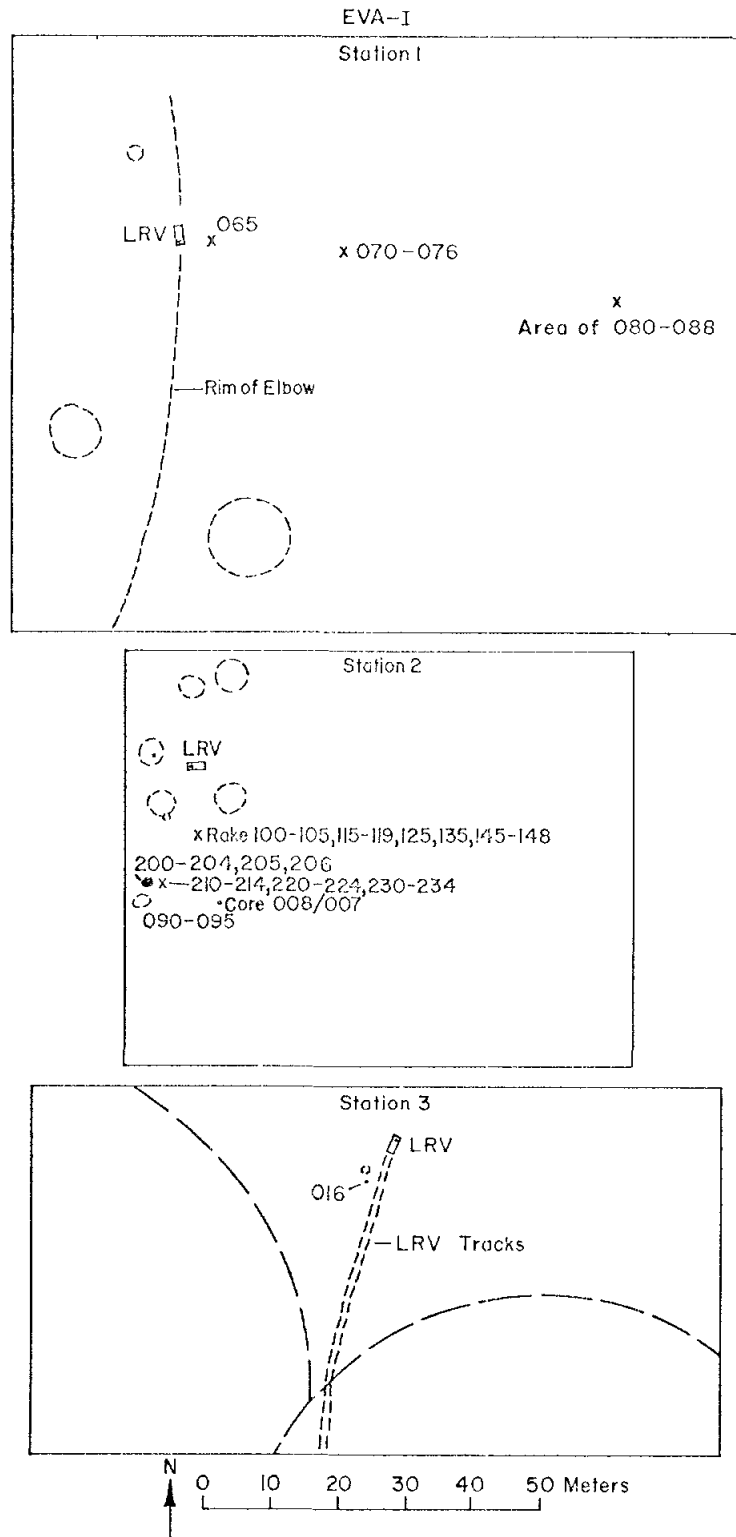 EVA-I
Station 1
LRV
065
070-076
Area of 080-088
Rim of Elbow
Station 2
LRV
Rake 100-105,115-119,125,135,145-148
200-204,205,206
210-214,220-224,230-234
Core 008/007
090-095
Station 3
LRV
016
LRV Tracks
N
0 10 20 30 40 50 Meters